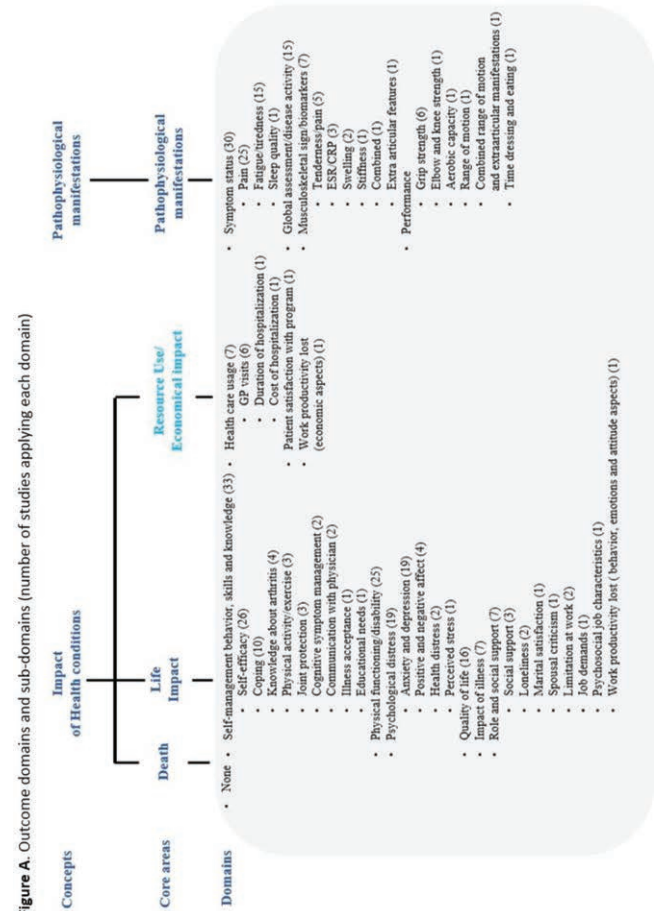 igure A. Outcome domains and sub-domains (number of studies applying each domain)
Concepts
Impact
of Health conditions
Pathophysiological
manifestations
Core areas
Death
Life
Impact
Resource Use/
Economical impact
Pathophysiological
manifestations
Domains
• None
• Self-management behavior, skills and knowledge (33)
• Self-efficacy (26)
• Coping (10)
• Knowledge about arthritis (4)
• Physical activity/exercise (3)
• Joint protection (3)
• Cognitive symptom management (2)
• Communication with physician (2)
• Illness acceptance (1)
• Educational needs (1)
• Physical functioning/disability (25)
• Psychological distress (19)
• Anxiety and depression (19)
• Positive and negative affect (4)
• Health distress (2)
• Perceived stress (1)
• Quality of life (16)
• Impact of illness (7)
• Role and social support (7)
• Social support (3)
• Loneliness (2)
• Marital satisfaction (1)
• Spousal criticism (1)
• Limitation at work (2)
• Job demands (1)
• Psychosocial job characteristics (1)
• Work productivity lost ( behavior, emotions and attitude aspects) (1)
• Health care usage (7)
• GP visits (6)
• Duration of hospitalization (1)
• Cost of hospitalization (1)
• Patient satisfaction with program (1)
• Work productivity lost
(economic aspects) (1)
• Symptom status (30)
• Pain (25)
• Fatigue/tiredness (15)
• Sleep quality (1)
• Global assessment/disease activity (15)
• Musculoskeletal sign/biomarkers (7)
• Tenderness/pain (5)
• ESR/CRP (3)
• Swelling (2)
• Stiffness (1)
• Combined (1)
• Extra articular features (1)
• Performance
• Grip strength (6)
• Elbow and knee strength (1)
• Aerobic capacity (1)
• Range of motion (1)
• Combined range of motion
and extraarticular manifestations (1)
• Time dressing and eating (1)